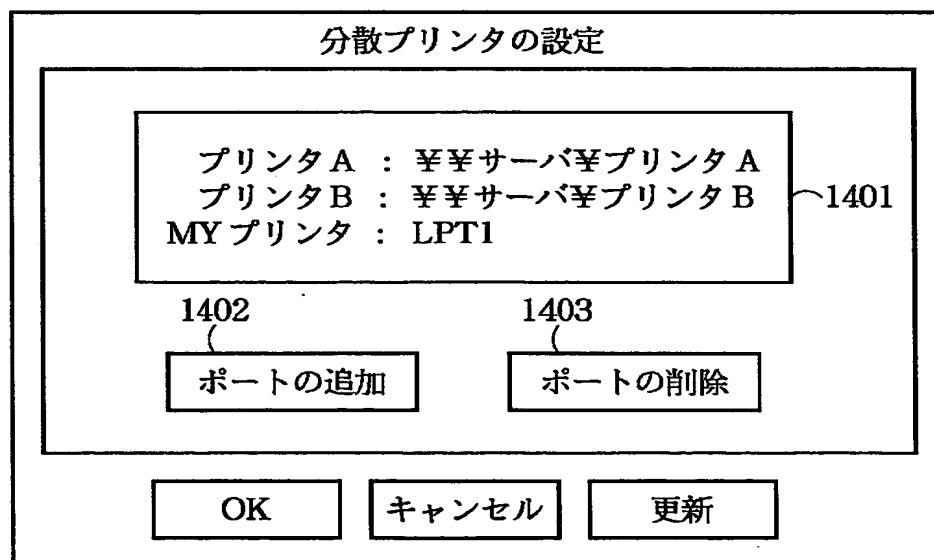 分散プリンタの設定
プリンタA : ¥¥サーバ¥プリンタA
プリンタB : ¥¥サーバ¥プリンタB
MYプリンタ : LPT1
1401
1402
1403
ポートの追加
ポートの削除
OK
キャンセル
更新